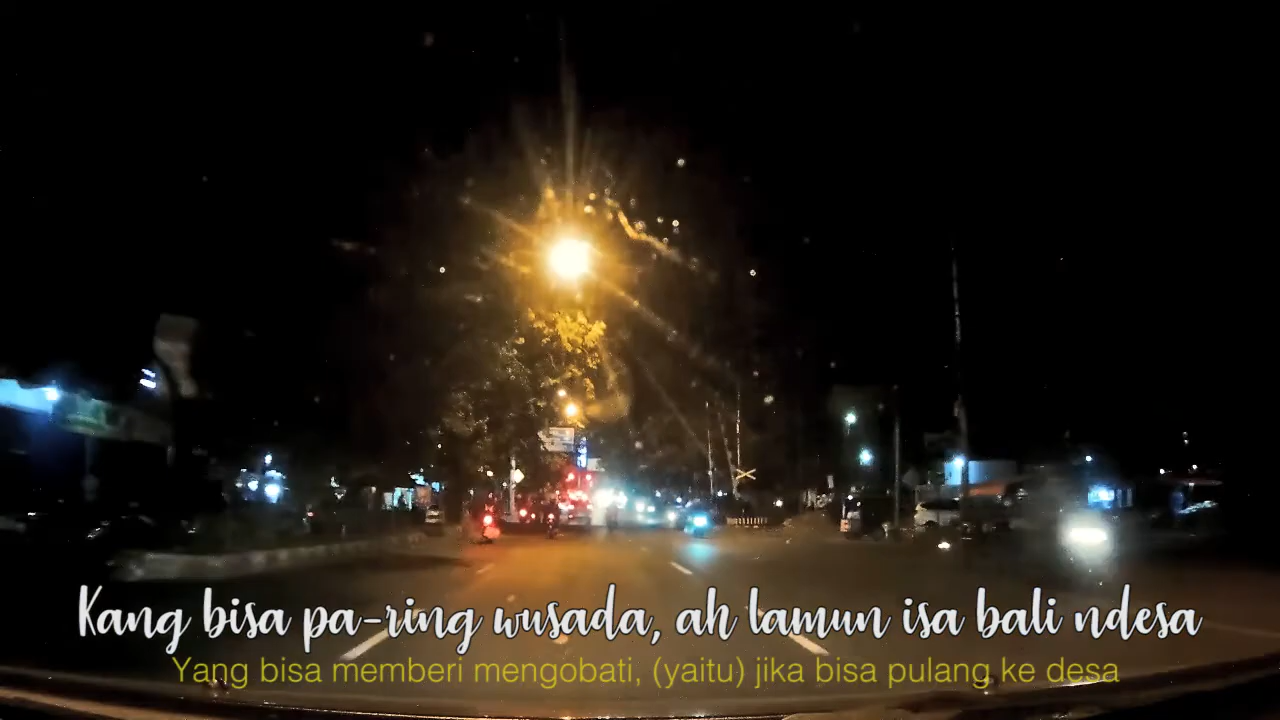 Kang bisa pa-ring wusada, ah lamun isa bali ndesa
Yang bisa memberi mengobati, (yaitu) jika bisa pulang ke desa